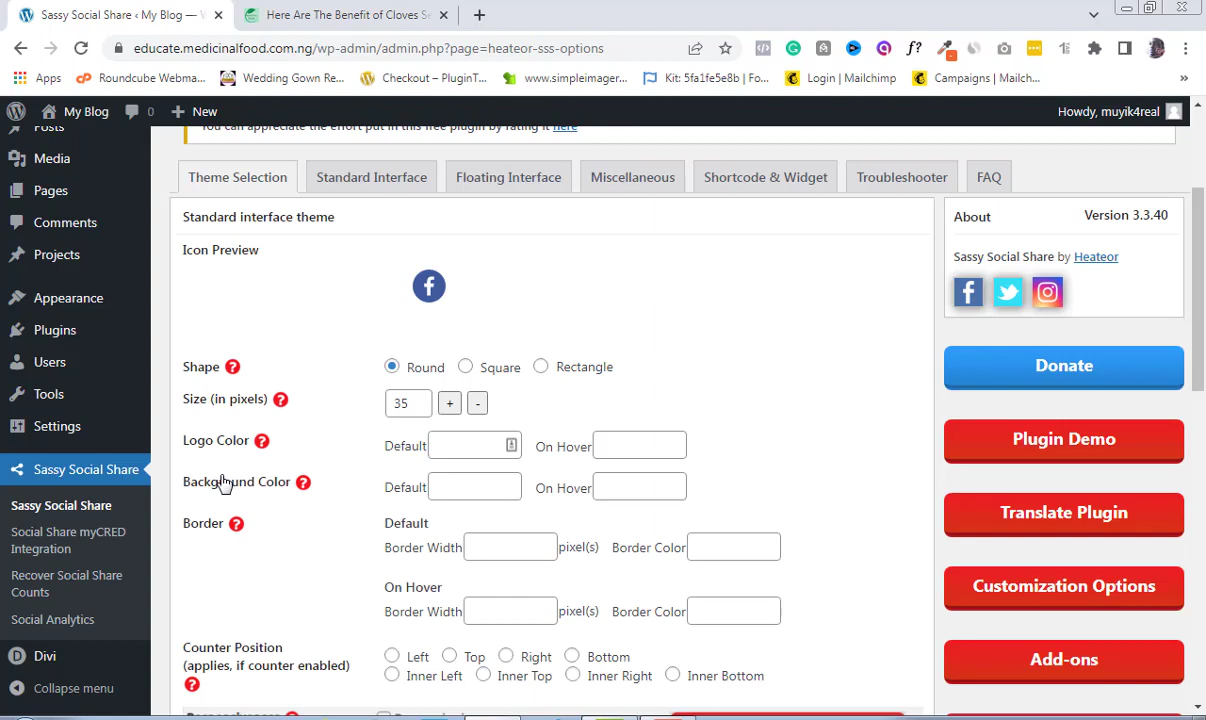 Sassy Social Share ‹ My Blog — W
Here Are The Benefit of Cloves Se
educate.medicinalfood.com.ng/wp-admin/admin.php?page=heateor-sss-options
Apps
Roundcube Webma...
Wedding Gown Re...
Checkout – PluginT...
www.simpleimager...
Kit: 5fa1fe5e8b | Fo...
Login | Mailchimp
Campaigns | Mailch...
»
My Blog
0
New
Howdy, muyik4real
Posts
Media
Pages
Comments
Projects
Appearance
Plugins
Users
Tools
Settings
Sassy Social Share
Sassy Social Share
Social Share myCRED
Integration
Recover Social Share
Counts
Social Analytics
Divi
Collapse menu
You can appreciate the effort put in this free plugin by rating it here
Theme Selection
Standard Interface
Floating Interface
Miscellaneous
Shortcode & Widget
Troubleshooter
FAQ
Standard interface theme
Icon Preview
Shape ?
Round
Square
Rectangle
Size (in pixels) ?
35
+
-
Logo Color ?
Default
On Hover
Background Color ?
Default
On Hover
Border ?
Default
Border Width
pixel(s)
Border Color
On Hover
Border Width
pixel(s)
Border Color
Counter Position
(applies, if counter enabled)
?
Left
Top
Right
Bottom
Inner Left
Inner Top
Inner Right
Inner Bottom
About
Version 3.3.40
Sassy Social Share by Heateor
Donate
Plugin Demo
Translate Plugin
Customization Options
Add-ons